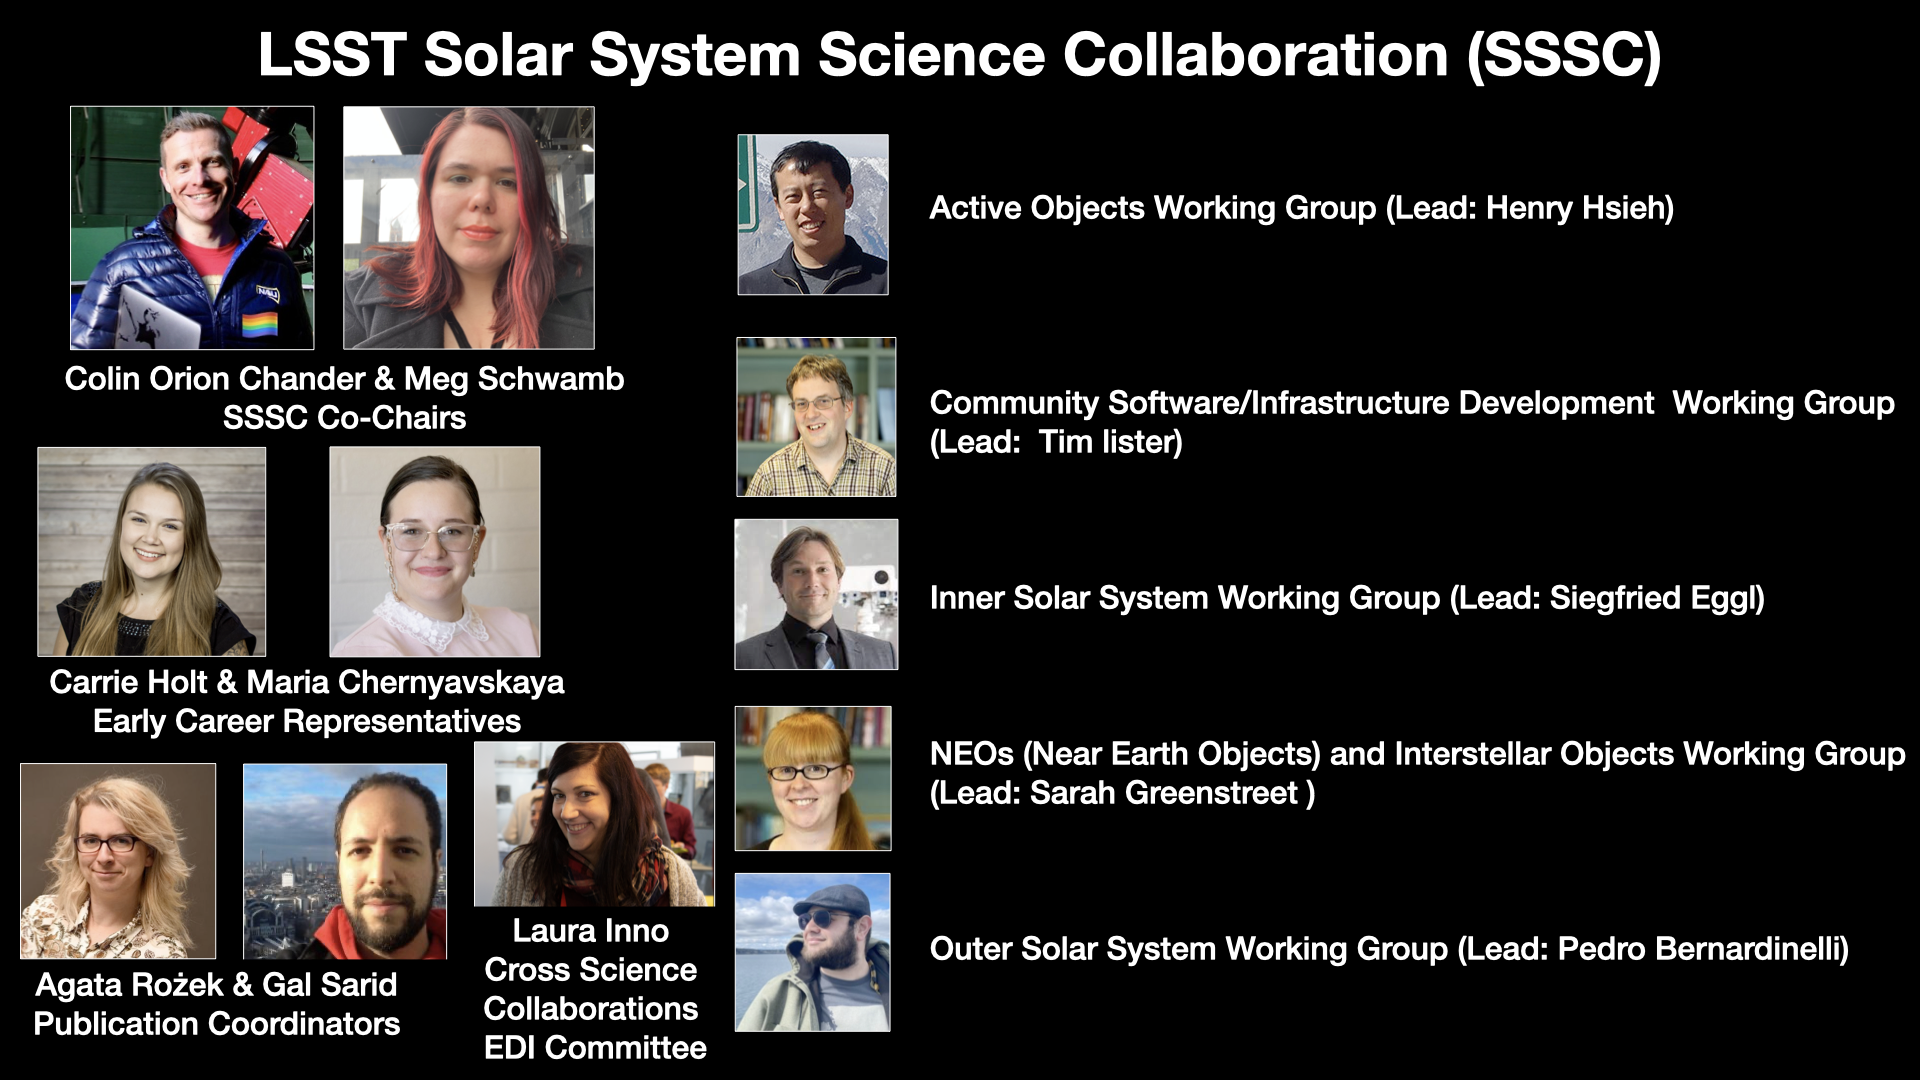 LSST Solar System Science Collaboration (SSSC)
NAU
Colin Orion Chander & Meg Schwamb
SSSC Co-Chairs
Carrie Holt & Maria Chernyavskaya
Early Career Representatives
Agata Rożek & Gal Sarid
Publication Coordinators
Laura Inno
Cross Science
Collaborations
EDI Committee
Active Objects Working Group (Lead: Henry Hsieh)
Community Software/Infrastructure Development  Working Group
(Lead:  Tim lister)
Inner Solar System Working Group (Lead: Siegfried Eggl)
NEOs (Near Earth Objects) and Interstellar Objects Working Group
(Lead: Sarah Greenstreet )
Outer Solar System Working Group (Lead: Pedro Bernardinelli)